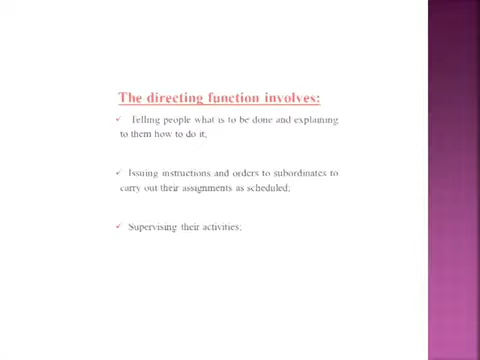 The directing function involves:
✓ Telling people what is to be done and explaining
to them how to do it;
✓ Issuing instructions and orders to subordinates to
carry out their assignments as scheduled;
✓ Supervising their activities;